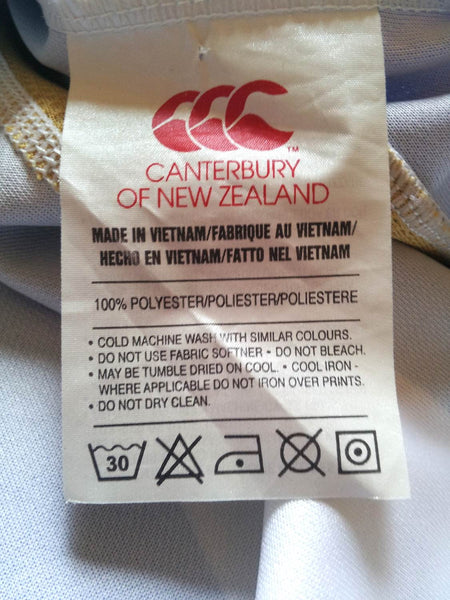 CCC
™
CANTERBURY
OF NEW ZEALAND
MADE IN VIETNAM/FABRIQUE AU VIETNAM/
HECHO EN VIETNAM/FATTO NEL VIETNAM
100% POLYESTER/POLIESTER/POLIESTERE
• COLD MACHINE WASH WITH SIMILAR COLOURS.
• DO NOT USE FABRIC SOFTNER • DO NOT BLEACH.
• MAY BE TUMBLE DRIED ON COOL. • COOL IRON -
WHERE APPLICABLE DO NOT IRON OVER PRINTS.
• DO NOT DRY CLEAN.
30